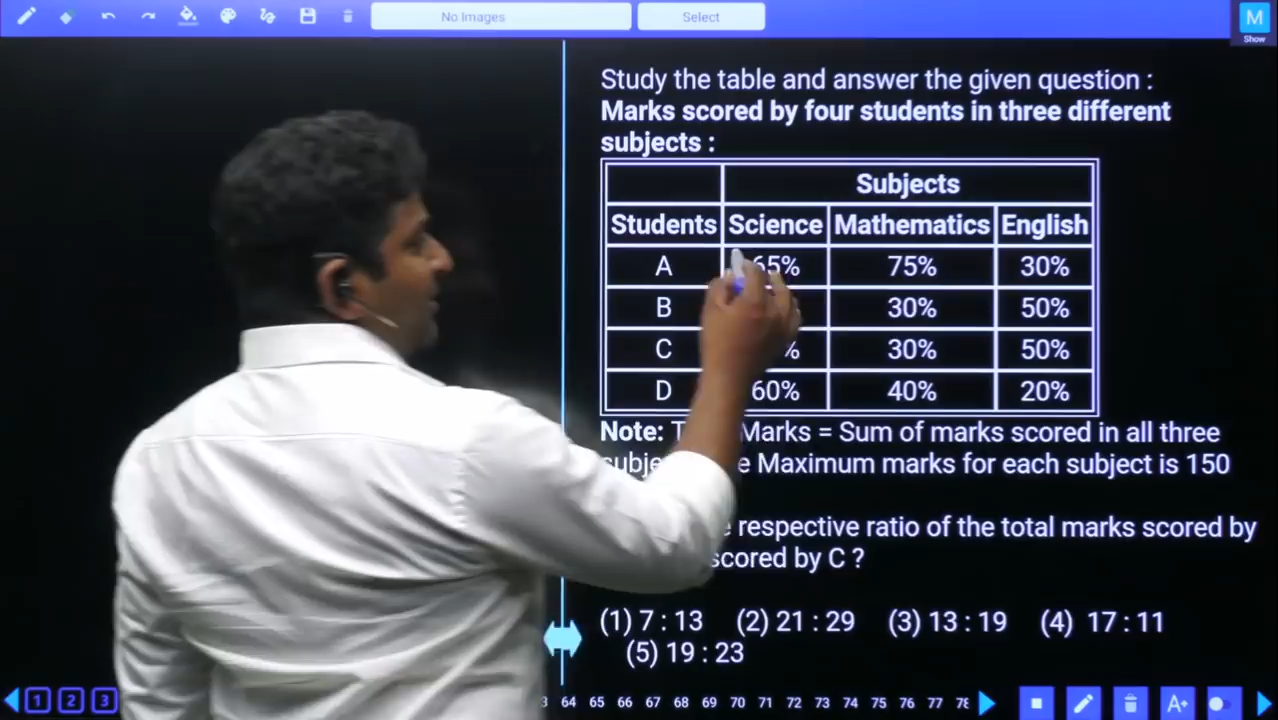 No Images
Select
M
Show
Study the table and answer the given question :
Marks scored by four students in three different
subjects :
Subjects
Students Science Mathematics English
A 65% 75% 30%
B 30% 50%
C % 30% 50%
D 60% 40% 20%
Note: Marks = Sum of marks scored in all three
Maximum marks for each subject is 150
respective ratio of the total marks scored by
scored by C ?
(1) 7 : 13 (2) 21 : 29 (3) 13 : 19 (4) 17 : 11
(5) 19 : 23
1 2 3 3 64 65 66 67 68 69 70 71 72 73 74 75 76 77 78 A+